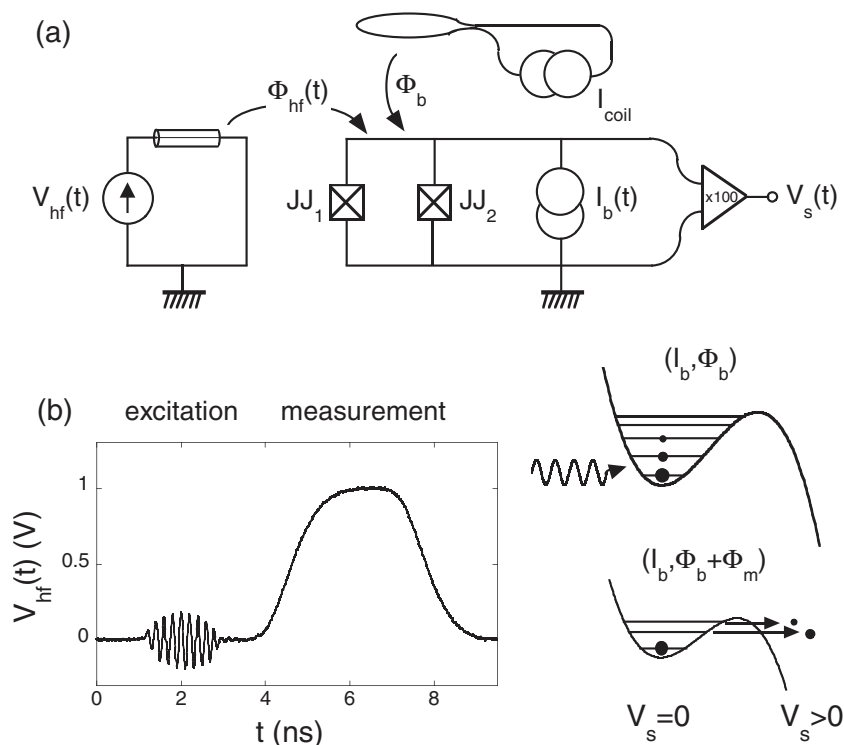 (a)
Φhf(t)
Φb
Icoil
Vhf(t)
JJ1
JJ2
Ib(t)
x100
Vs(t)
(b)
excitation
measurement
Vhf(t) (V)
1
0.5
0
0
2
4
6
8
t (ns)
(Ib,Φb)
(Ib,Φb+Φm)
Vs=0
Vs>0